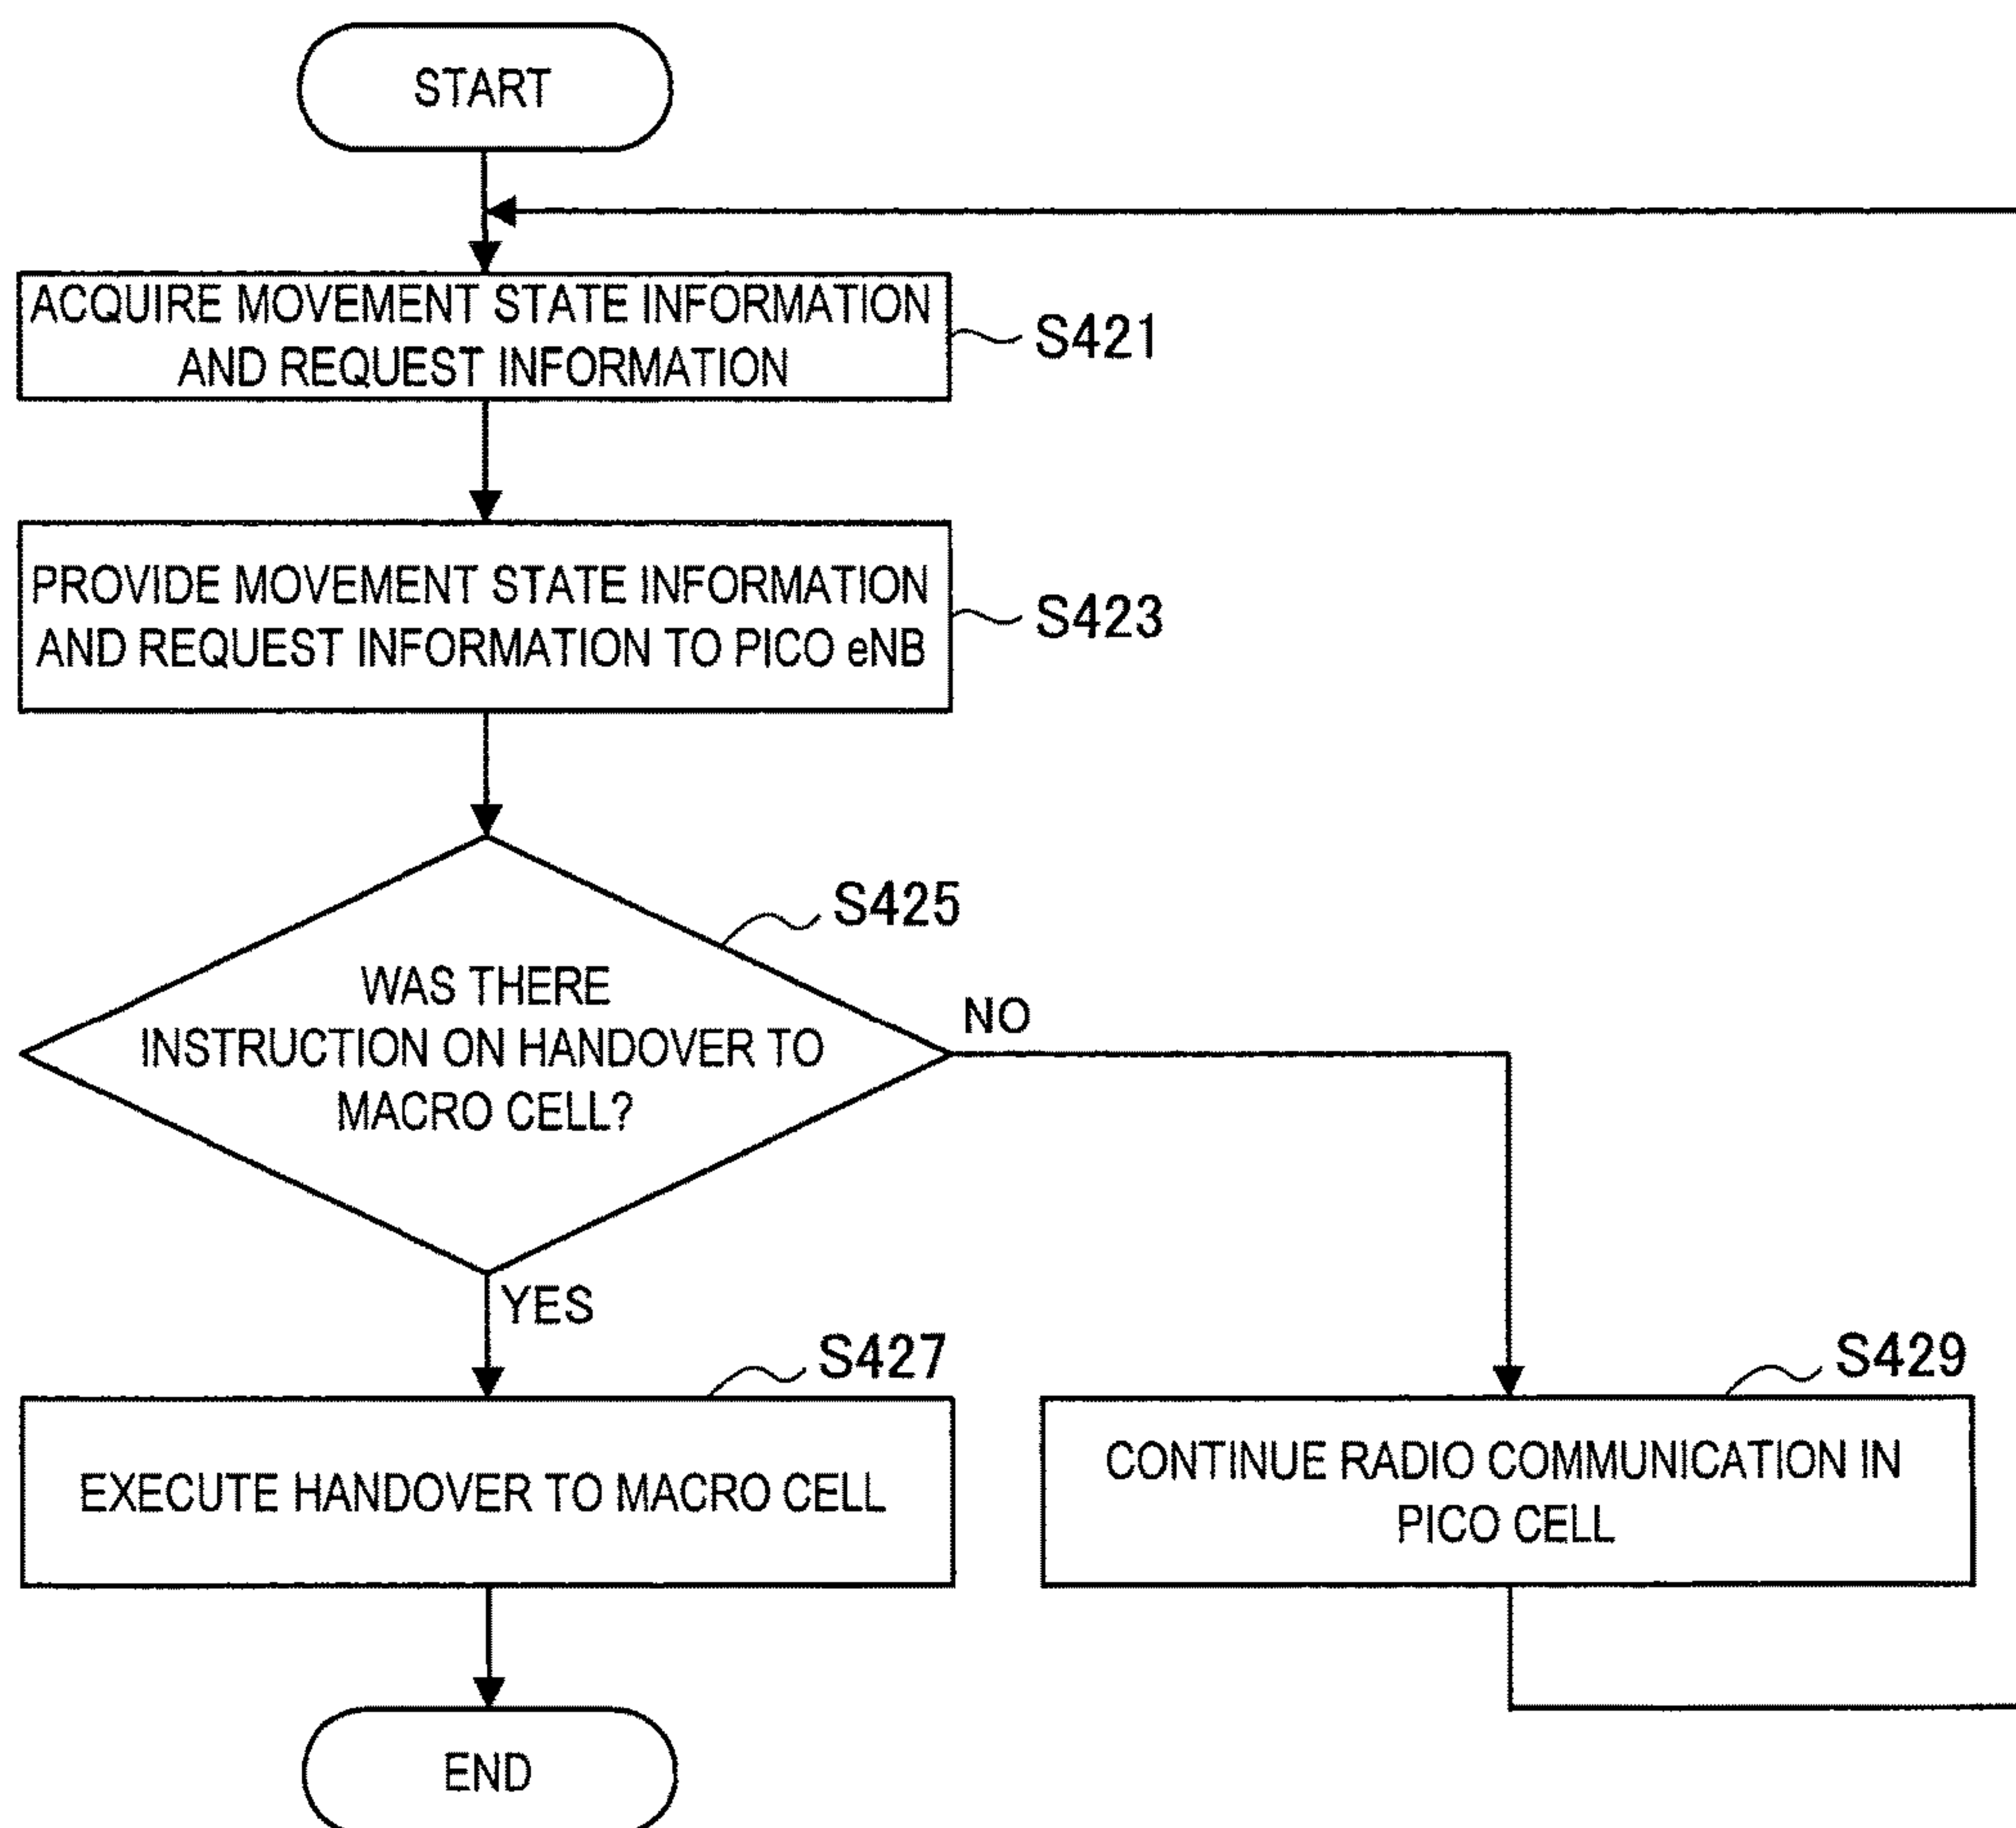 START
ACQUIRE MOVEMENT STATE INFORMATION
AND REQUEST INFORMATION
S421
PROVIDE MOVEMENT STATE INFORMATION
AND REQUEST INFORMATION TO PICO eNB
S423
S425
WAS THERE
INSTRUCTION ON HANDOVER TO
MACRO CELL?
NO
YES
S427
EXECUTE HANDOVER TO MACRO CELL
S429
CONTINUE RADIO COMMUNICATION IN
PICO CELL
END